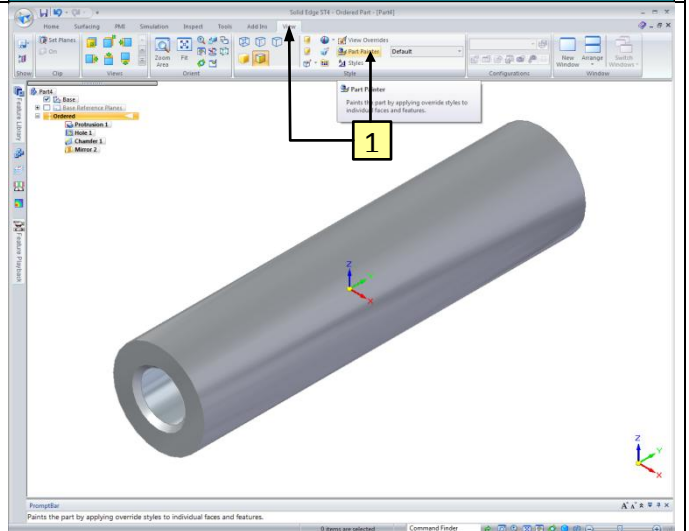 Solid Edge ST4 - Ordered Part - [Part4]
Home Surfacing PMI Simulation Inspect Tools Add Ins View
Set Planes
On
Show
Clip
Views
Zoom Area
Fit
Orient
View Overrides
Part Painter
Default
Styles
Style
Configurations
New Window
Arrange
Switch Windows
Window
Part Painter
Paints the part by applying override styles to
individual faces and features.
1
Part4
Base
Base Reference Planes
Ordered
Protrusion 1
Hole 1
Chamfer 1
Mirror 2
Feature Library
Feature Playback
Z
Y
X
Z
Y
X
PromptBar
Paints the part by applying override styles to individual faces and features.
0 items are selected
Command Finder